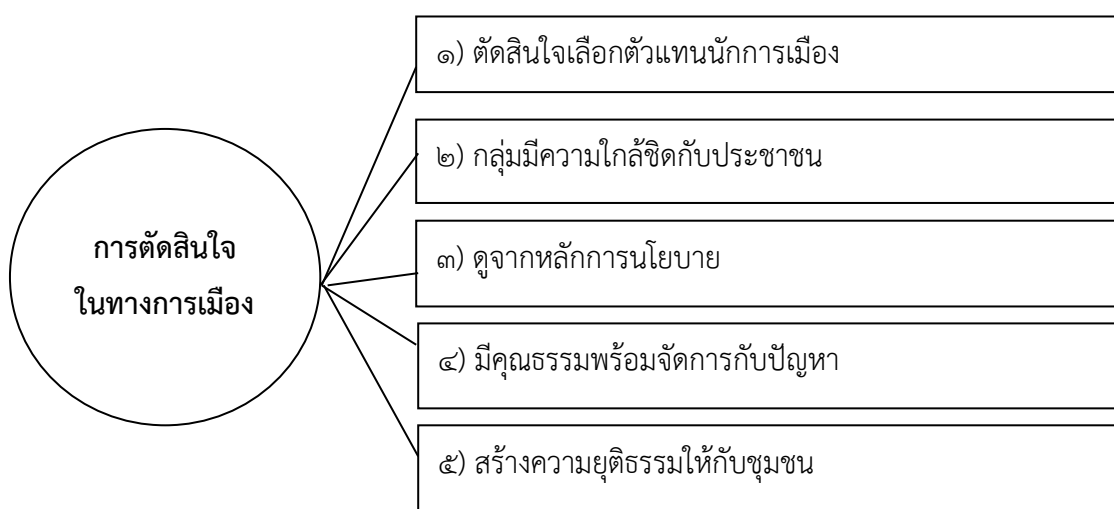 การตัดสินใจ
ในทางการเมือง
๑) ตัดสินใจเลือกตัวแทนนักการเมือง
๒) กลุ่มมีความใกล้ชิดกับประชาชน
๓) ดูจากหลักการนโยบาย
๔) มีคุณธรรมพร้อมจัดการกับปัญหา
๕) สร้างความยุติธรรมให้กับชุมชน